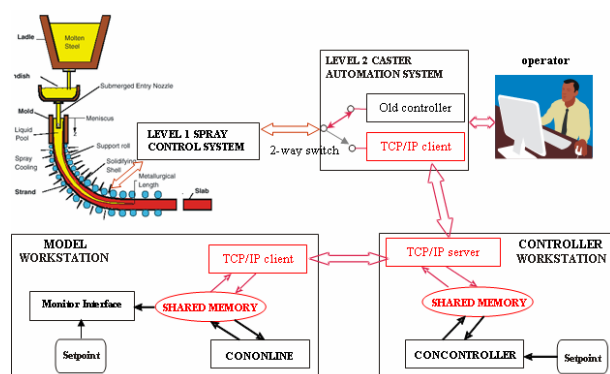 Ladle
Molten
Steel
ndish
Submerged Entry Nozzle
Mold
Meniscus
z
Liquid
Pool
Support roll
Spray
Cooling
Solidifying
Shell
Strand
Metallurgical
Length
Slab
LEVEL 1 SPRAY
CONTROL SYSTEM
2-way switch
LEVEL 2 CASTER
AUTOMATION SYSTEM
Old controller
TCP/IP client
operator
MODEL
WORKSTATION
TCP/IP client
SHARED MEMORY
Monitor Interface
Setpoint
CONONLINE
TCP/IP server
CONTROLLER
WORKSTATION
SHARED MEMORY
CONCONTROLLER
Setpoint